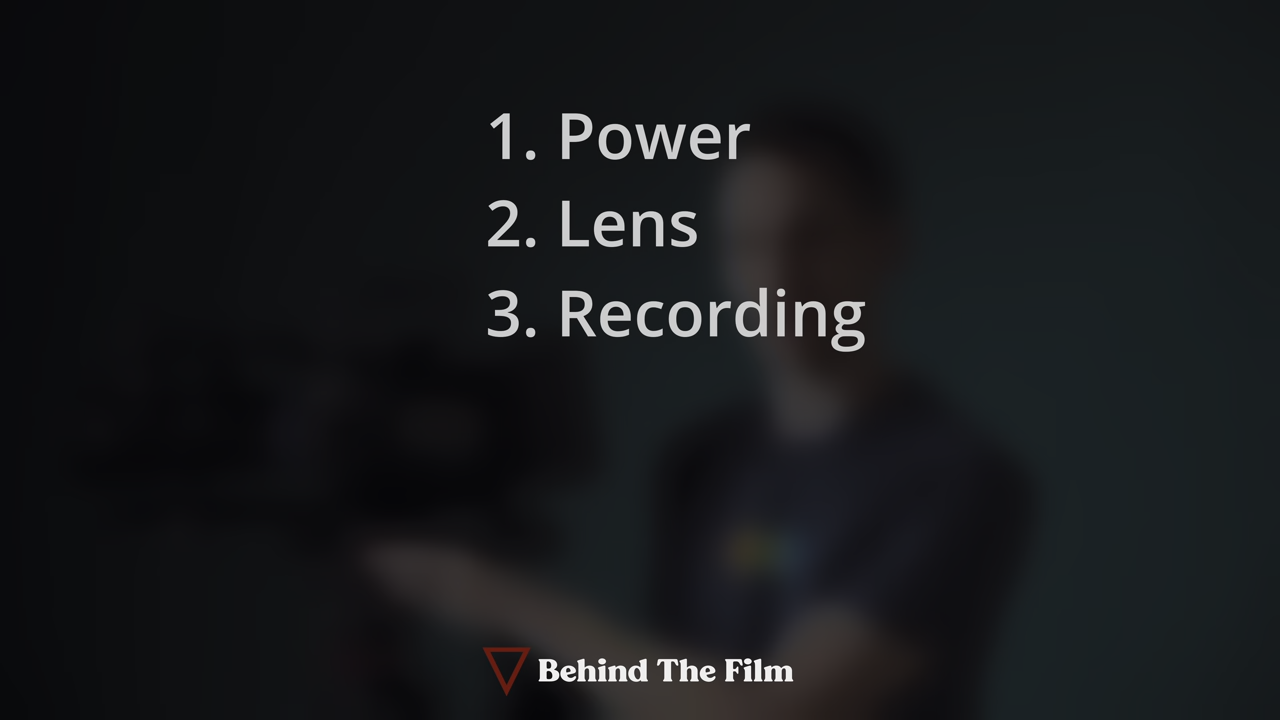 1. Power
2. Lens
3. Recording
Behind The Film